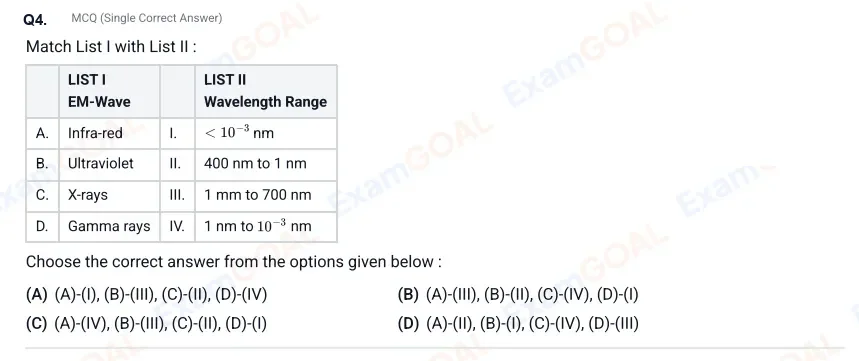 Q4. MCQ (Single Correct Answer)
Match List I with List II :
LIST I LIST II
EM-Wave Wavelength Range
A. Infra-red I. < 10⁻³ nm
B. Ultraviolet II. 400 nm to 1 nm
C. X-rays III. 1 mm to 700 nm
D. Gamma rays IV. 1 nm to 10⁻³ nm
Choose the correct answer from the options given below :
(A) (A)-(I), (B)-(III), (C)-(II), (D)-(IV) (B) (A)-(III), (B)-(II), (C)-(IV), (D)-(I)
(C) (A)-(IV), (B)-(III), (C)-(II), (D)-(I) (D) (A)-(II), (B)-(I), (C)-(IV), (D)-(III)
ExamGOAL
ExamGOAL